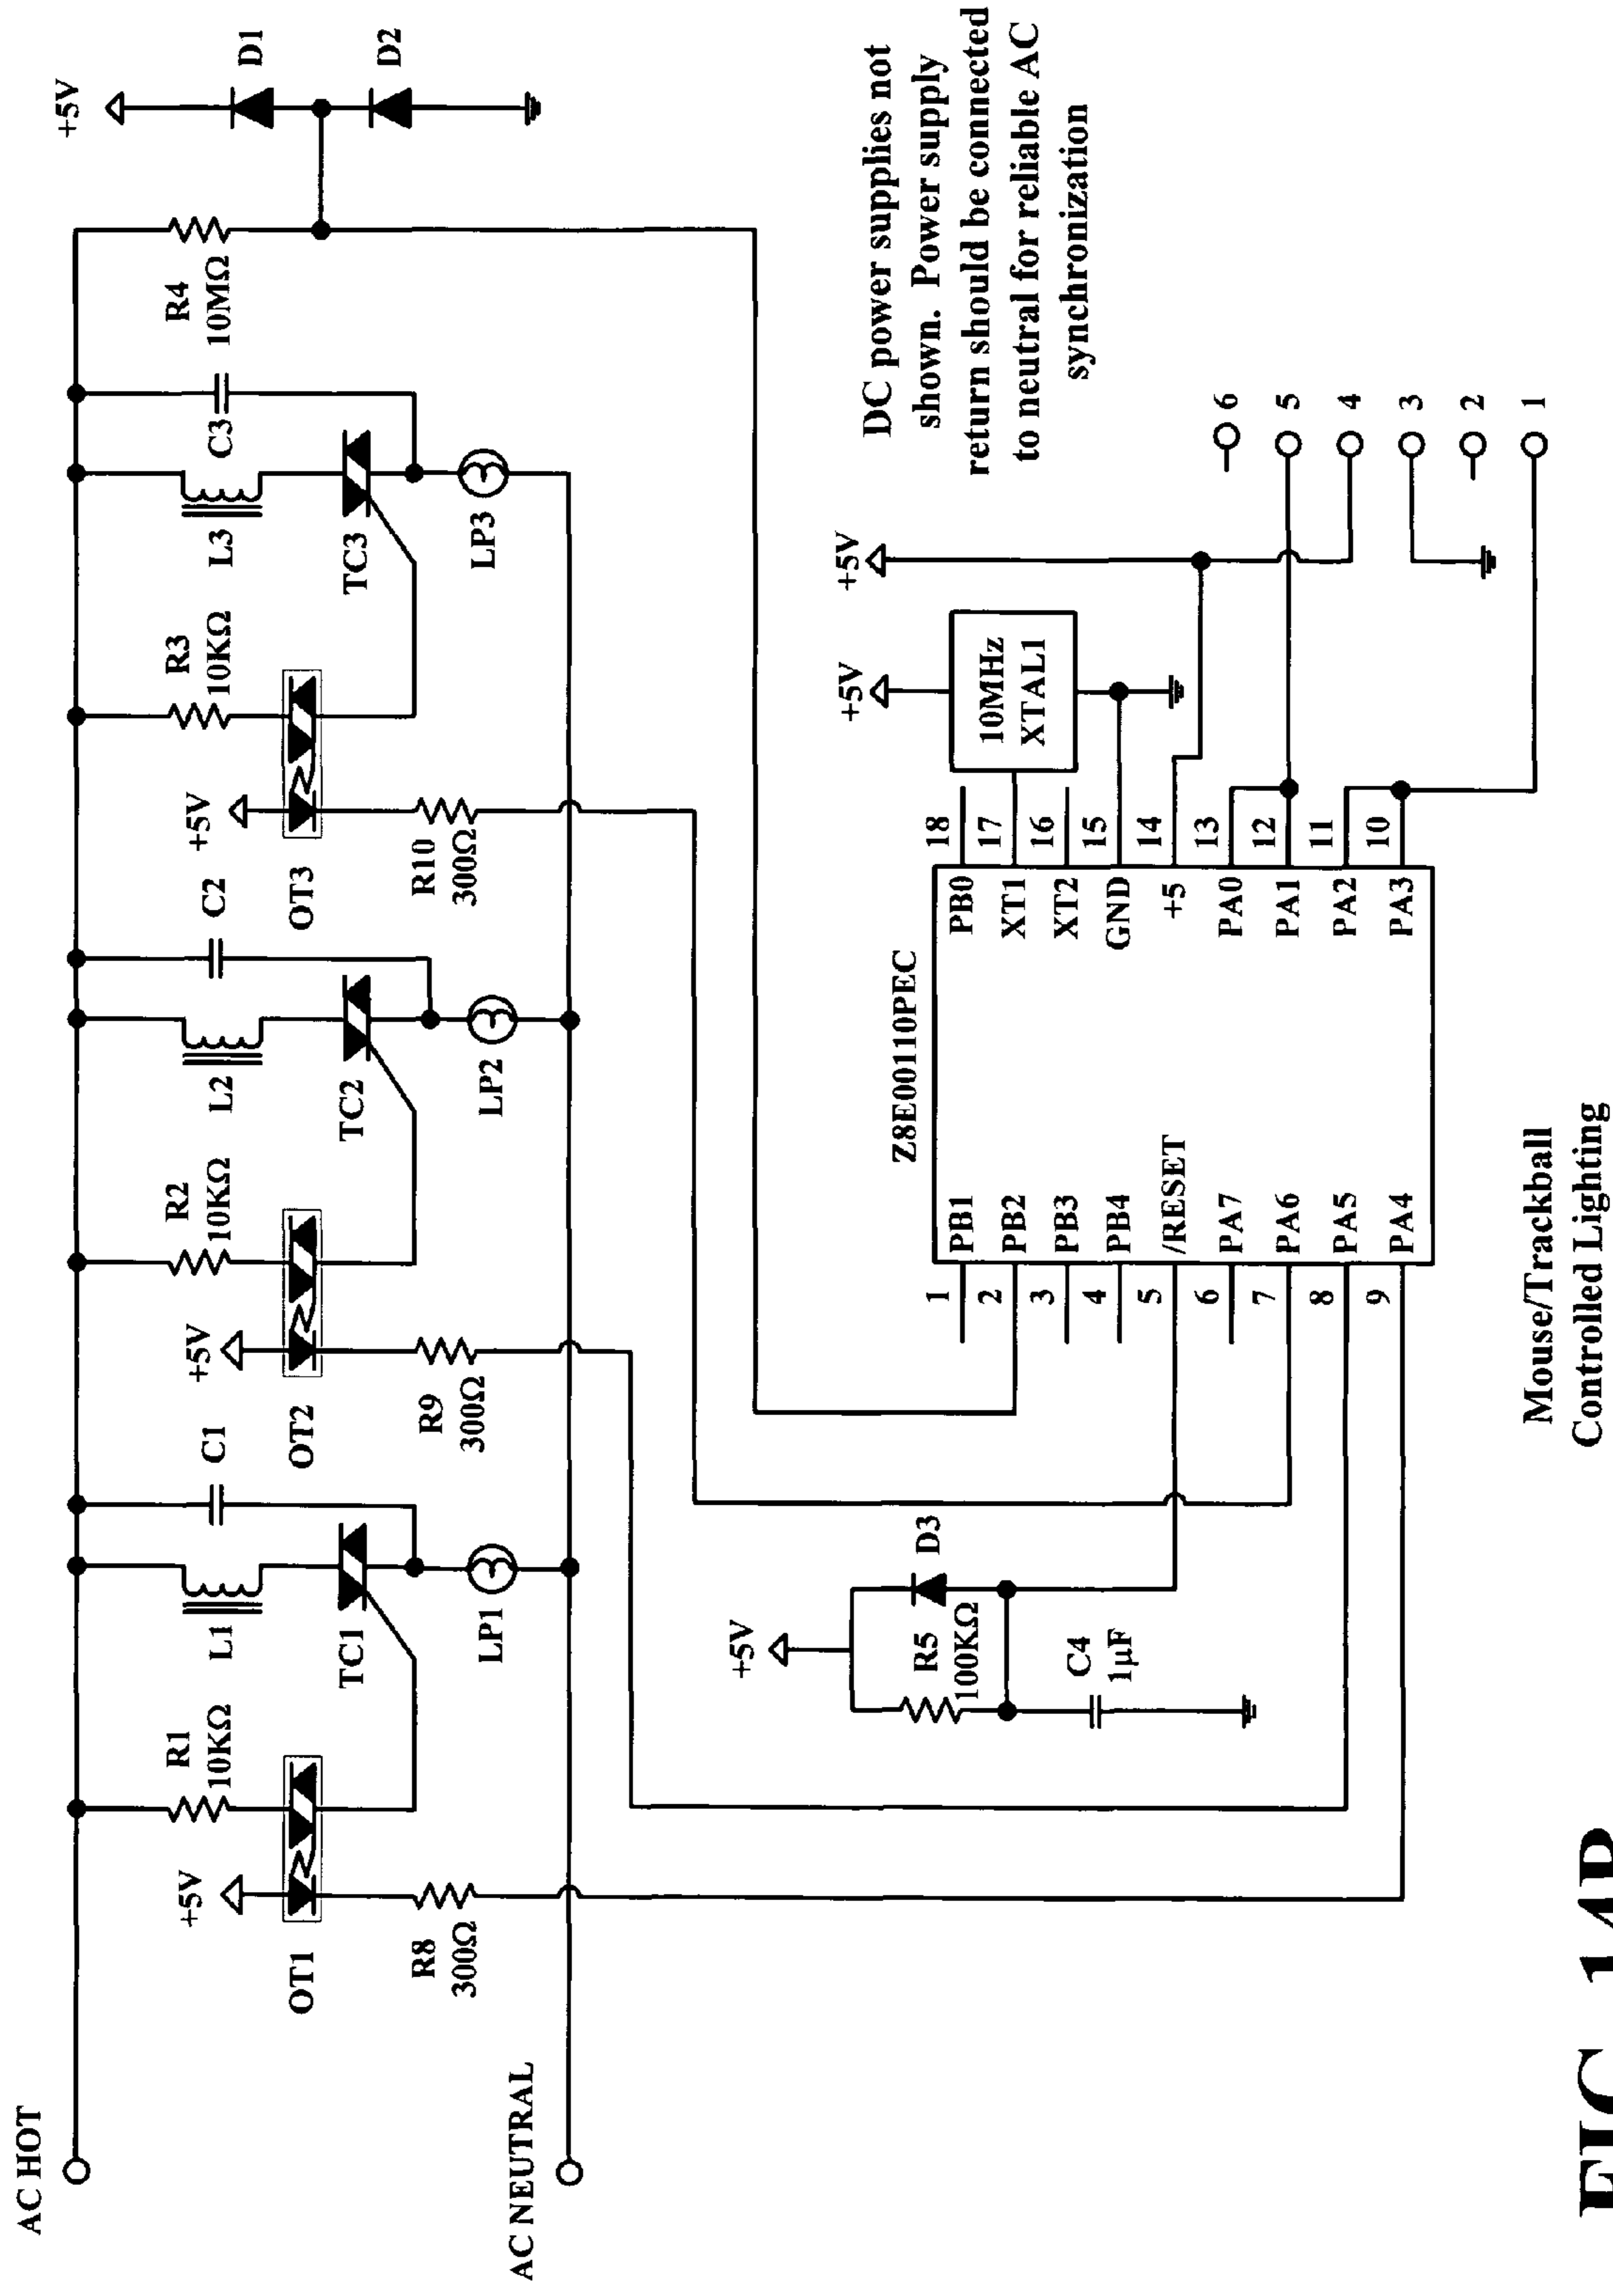 AC HOT
AC NEUTRAL
+5V
OT1
R1
10KΩ
R8
300Ω
L1
TC1
C1
LP1
+5V
OT2
R2
10KΩ
R9
300Ω
L2
TC2
C2
LP2
+5V
OT3
R3
10KΩ
R10
300Ω
L3
TC3
C3
LP3
R4
10MΩ
+5V
D1
D2
+5V
R5
100KΩ
D3
C4
1µF
Z8E00110PEC
1 PB1
2 PB2
3 PB3
4 PB4
5 /RESET
6 PA7
7 PA6
8 PA5
9 PA4
PB0 18
XT1 17
XT2 16
GND 15
+5 14
PA0 13
PA1 12
PA2 11
PA3 10
+5V
10MHz
XTAL1
+5V
6
5
4
3
2
1
DC power supplies not
shown. Power supply
return should be connected
to neutral for reliable AC
synchronization
Mouse/Trackball
Controlled Lighting